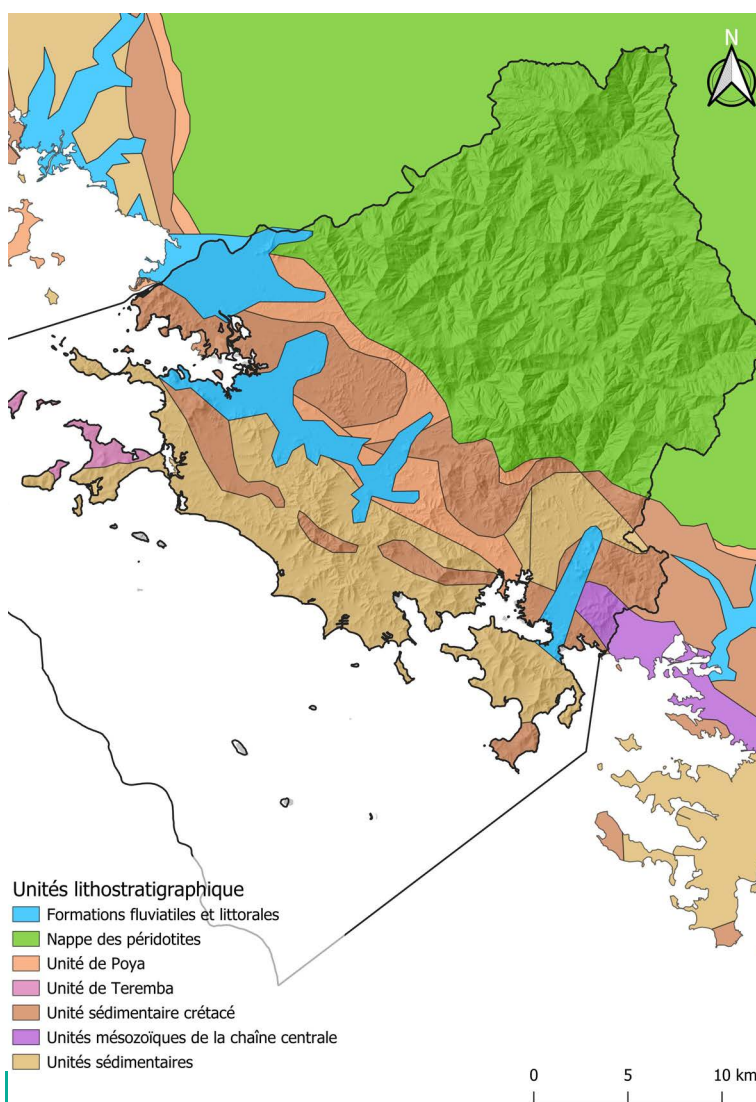 N
Unités lithostratigraphique
Formations fluviatiles et littorales
Nappe des péridotites
Unité de Poya
Unité de Teremba
Unité sédimentaire crétacé
Unités mésozoïques de la chaîne centrale
Unités sédimentaires
0 5 10 km